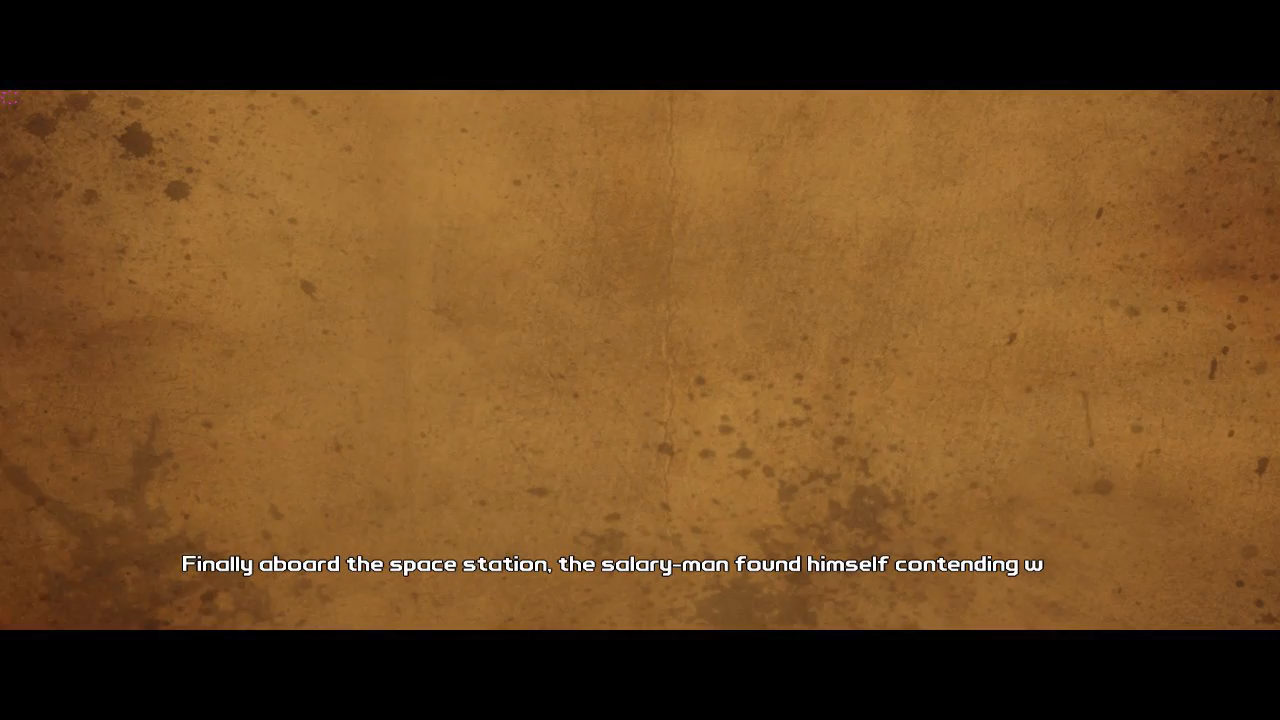 Finally aboard the space station, the salary-man found himself contending w